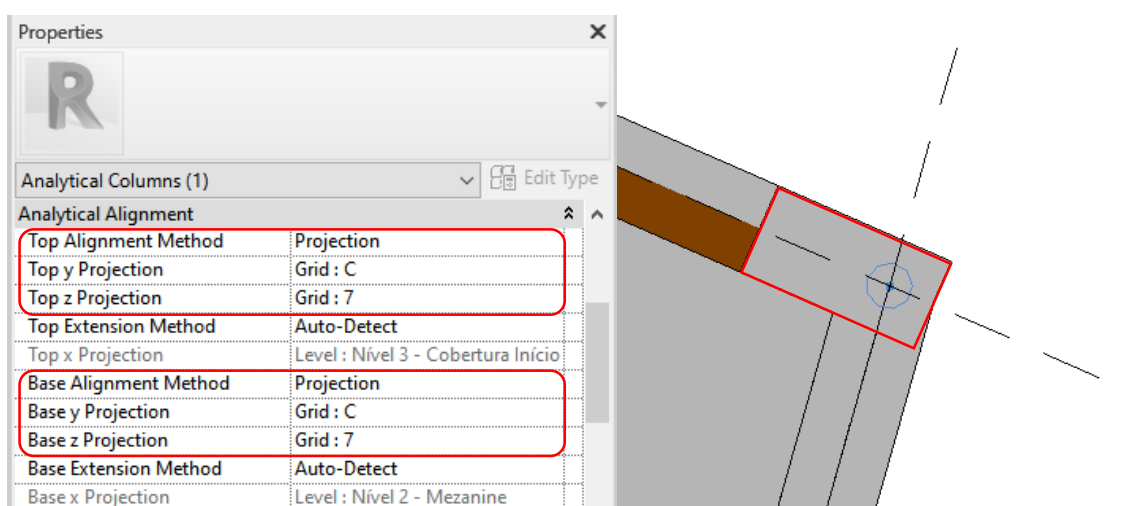 Properties
R
Analytical Columns (1) Edit Type
Analytical Alignment
Top Alignment Method Projection
Top y Projection Grid : C
Top z Projection Grid : 7
Top Extension Method Auto-Detect
Top x Projection Level : Nível 3 - Cobertura Início
Base Alignment Method Projection
Base y Projection Grid : C
Base z Projection Grid : 7
Base Extension Method Auto-Detect
Base x Projection Level : Nível 2 - Mezanine